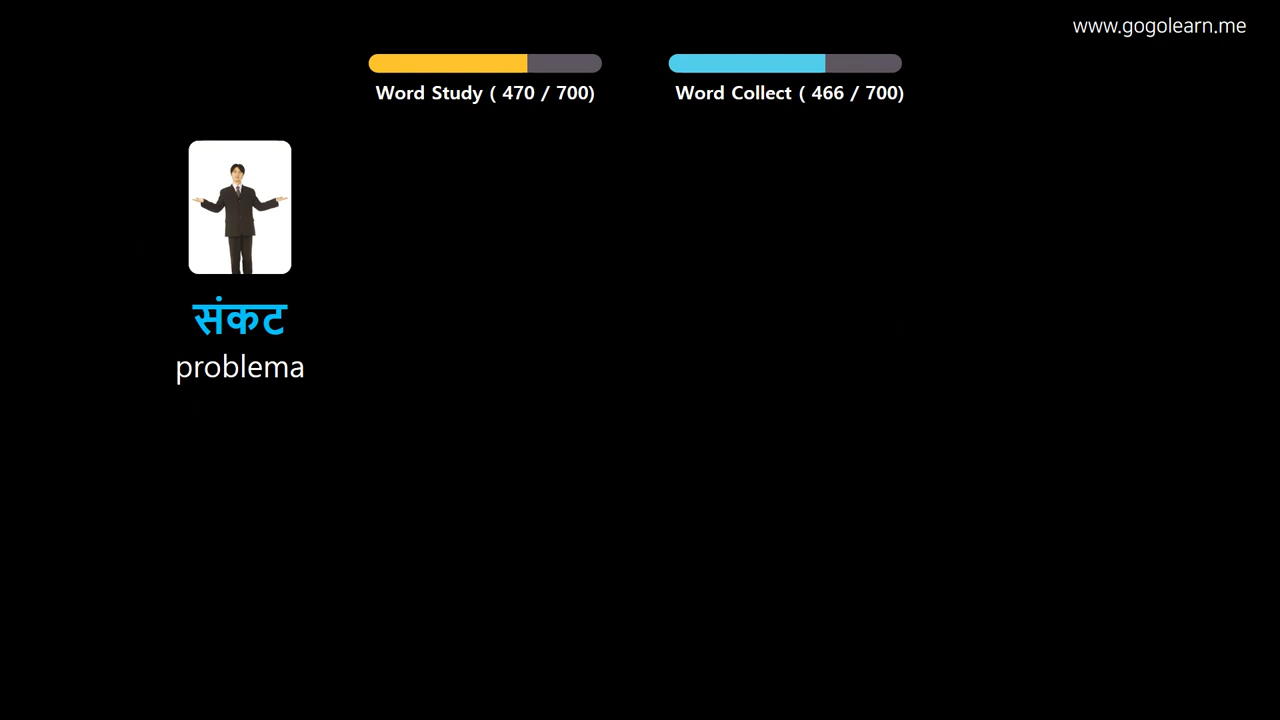 www.gogolearn.me
Word Study ( 470 / 700)
Word Collect ( 466 / 700)
संकट
problema